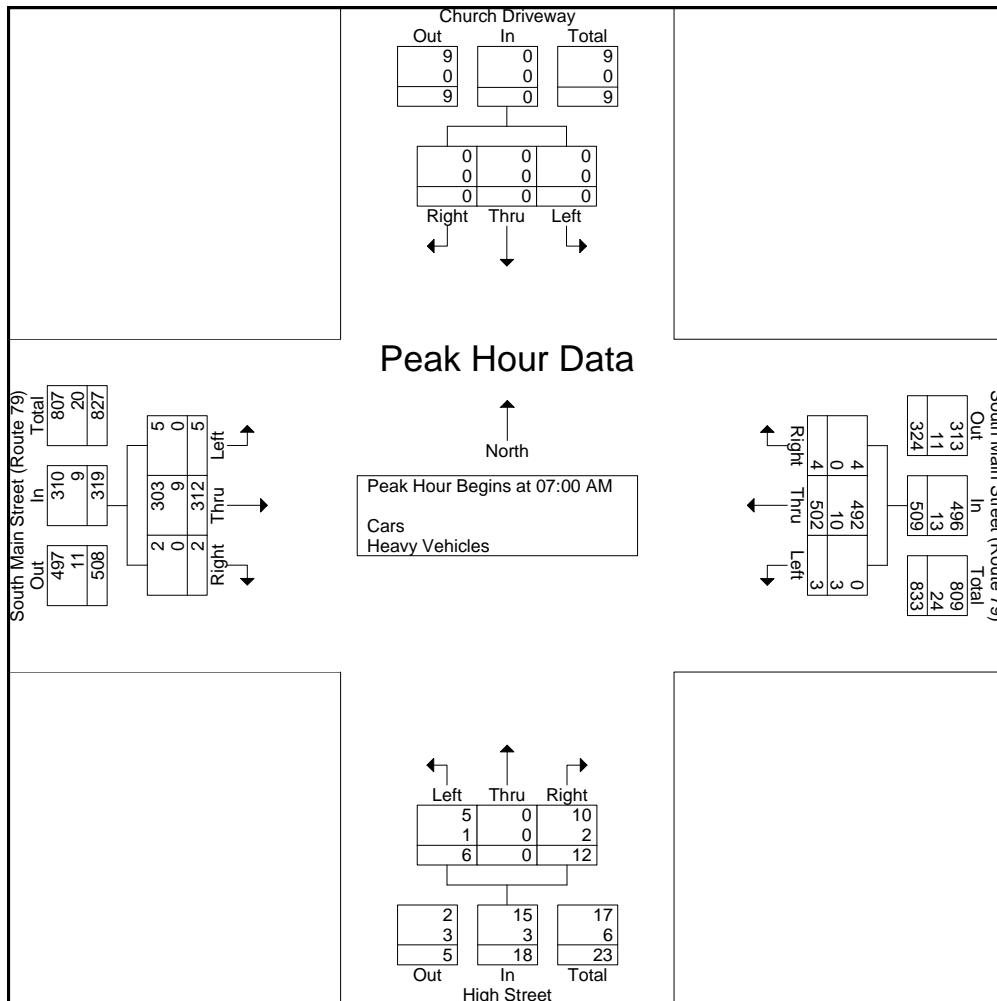 Church Driveway
Out In Total
9 0 9
0 0 0
9 0 9
0 0 0
0 0 0
0 0 0
Right Thru Left
Peak Hour Data
North
Peak Hour Begins at 07:00 AM
Cars
Heavy Vehicles
South Main Street (Route 79)
Total In Out
807 310 497
20 9 11
827 319 508
5 303 2
0 9 0
5 312 2
Left Thru Right
South Main Street (Route 79)
Out In Total
313 496 809
11 13 24
324 509 833
4 492 0
0 10 3
4 502 3
Right Thru Left
Left Thru Right
5 0 10
1 0 2
6 0 12
2 15 17
3 3 6
5 18 23
Out In Total
High Street